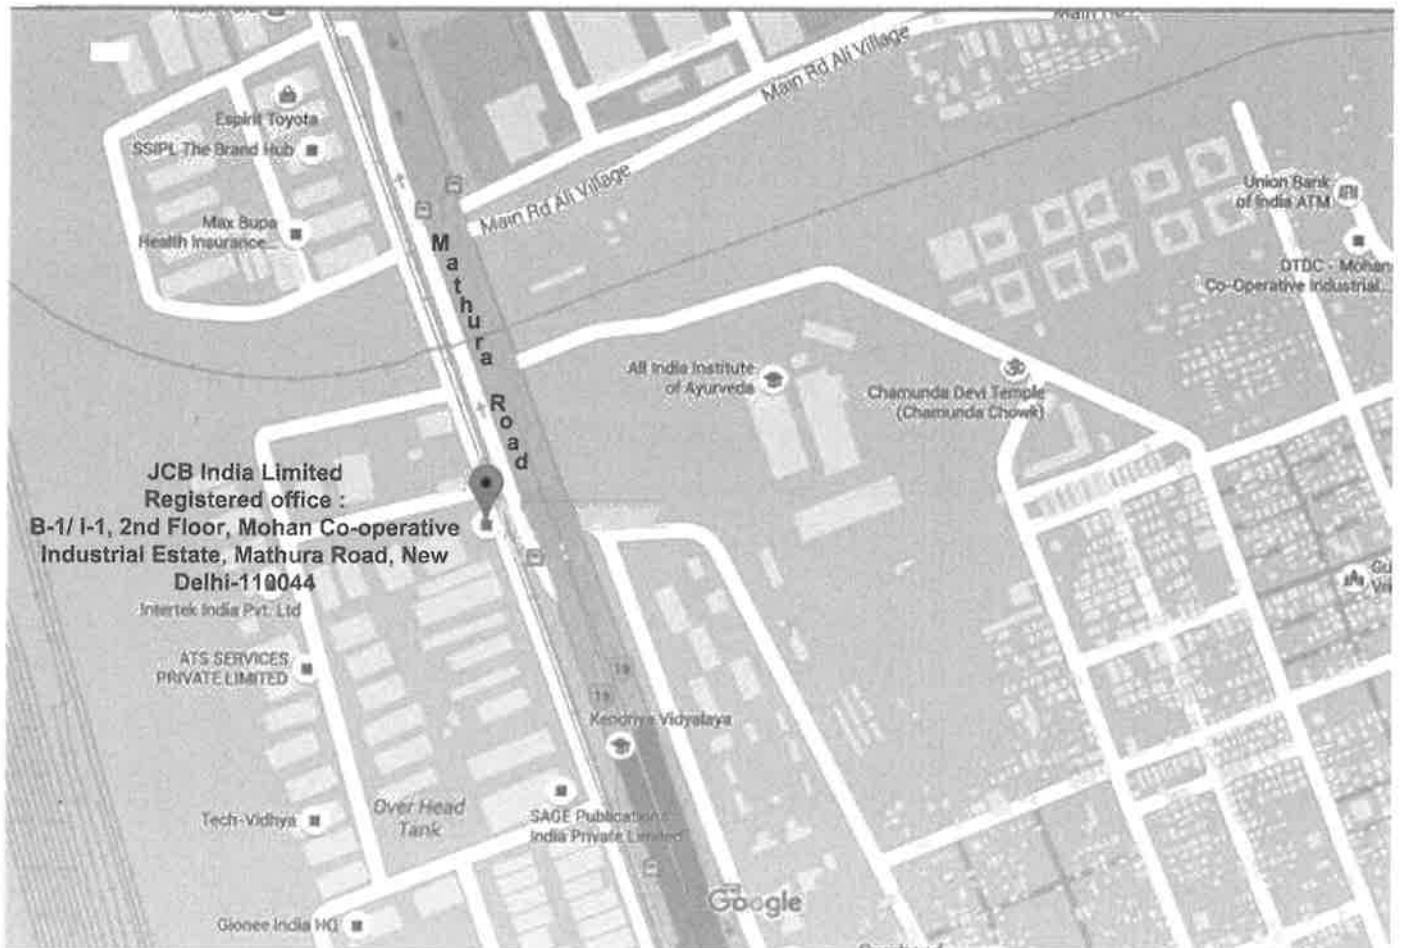 Main Rd Ali Village
Espirit Toyota
SSIPL The Brand Hub
Main Rd Ali Village
Union Bank
of India ATM
Max Bupa
Health Insurance...
Mathura
Road
DTDC - Mohan
Co-Operative Industrial...
All India Institute
of Ayurveda
Chamunda Devi Temple
(Chamunda Chowk)
JCB India Limited
Registered office :
B-1/ I-1, 2nd Floor, Mohan Co-operative
Industrial Estate, Mathura Road, New
Delhi-110044
Intertek India Pvt. Ltd
ATS SERVICES
PRIVATE LIMITED
19
19
Kendriya Vidyalaya
Over Head
Tank
Tech-Vidhya
SAGE Publications
India Private Limited
Google
Gionee India HQ